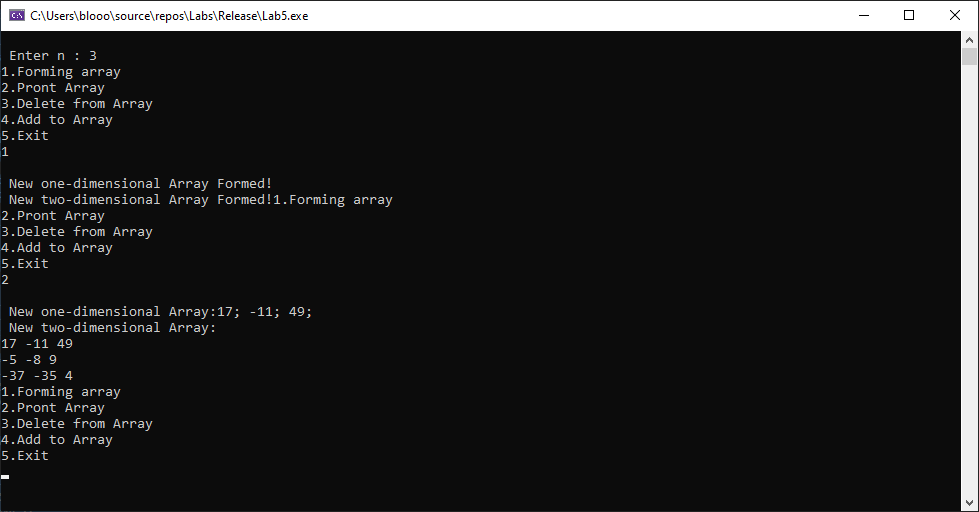 C:\Users\blooo\source\repos\Labs\Release\Lab5.exe
Enter n : 3
1.Forming array
2.Pront Array
3.Delete from Array
4.Add to Array
5.Exit
1
New one-dimensional Array Formed!
New two-dimensional Array Formed!1.Forming array
2.Pront Array
3.Delete from Array
4.Add to Array
5.Exit
2
New one-dimensional Array:17; -11; 49;
New two-dimensional Array:
17 -11 49
-5 -8 9
-37 -35 4
1.Forming array
2.Pront Array
3.Delete from Array
4.Add to Array
5.Exit